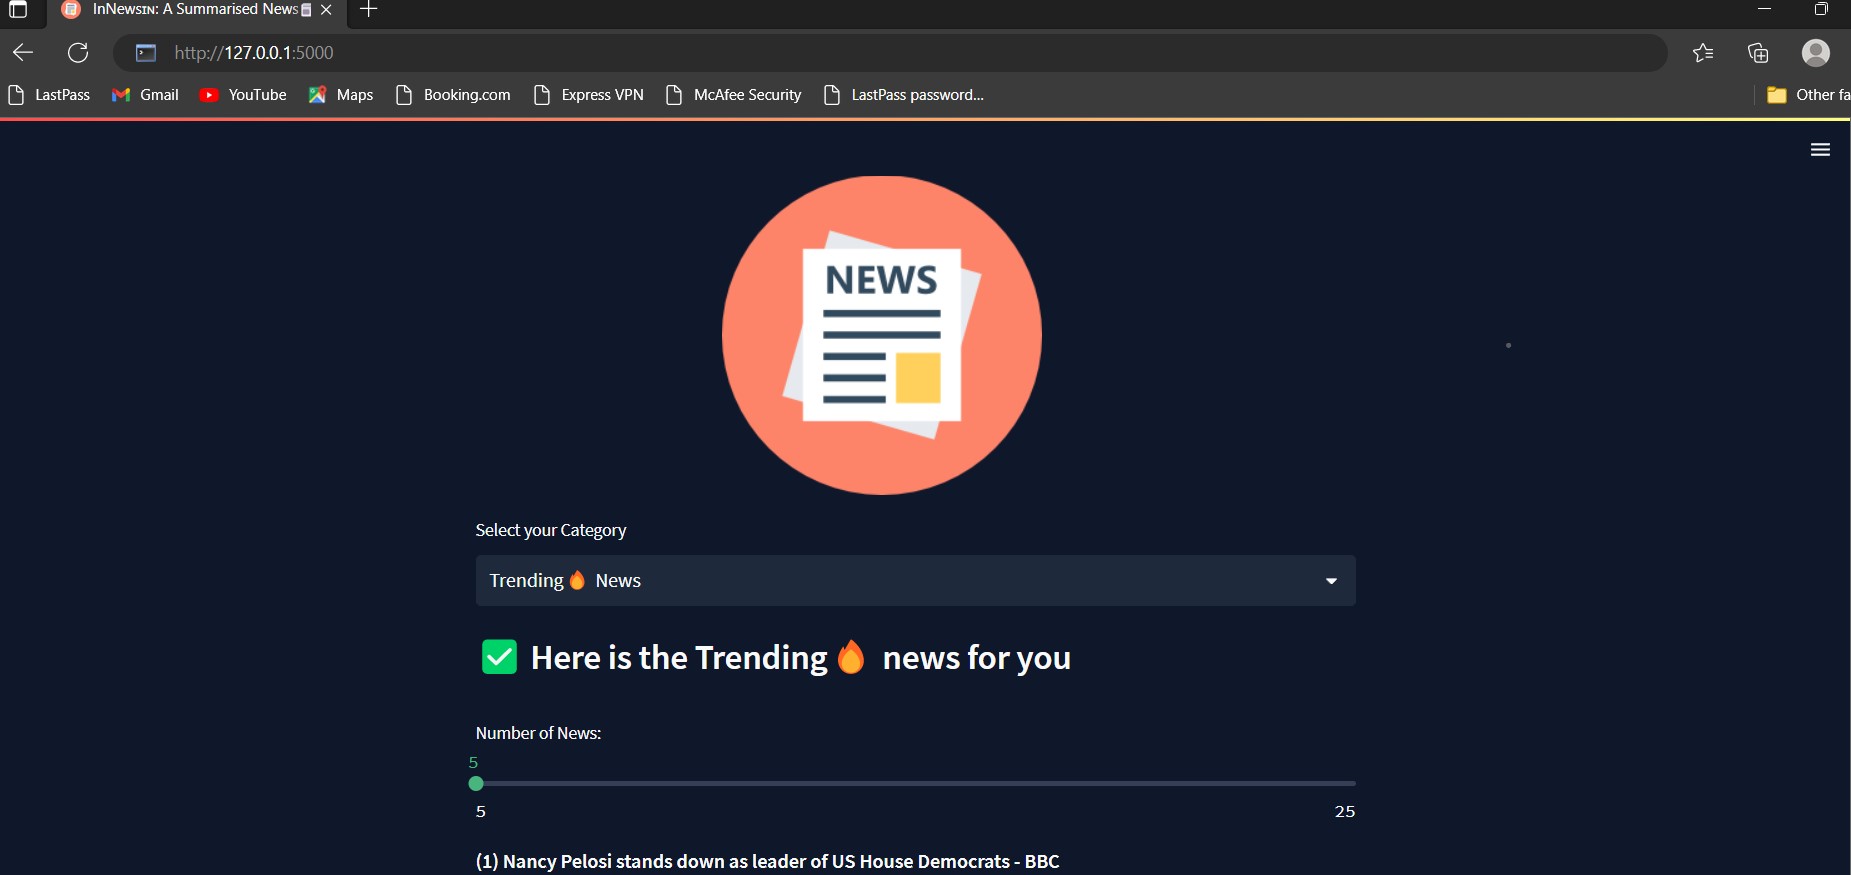 InNewsɪɴ: A Summarised News
http://127.0.0.1:5000
LastPass Gmail YouTube Maps Booking.com Express VPN McAfee Security LastPass password... Other fa
NEWS
Select your Category
Trending🔥 News
✅ Here is the Trending🔥 news for you
Number of News:
5
5 25
(1) Nancy Pelosi stands down as leader of US House Democrats - BBC